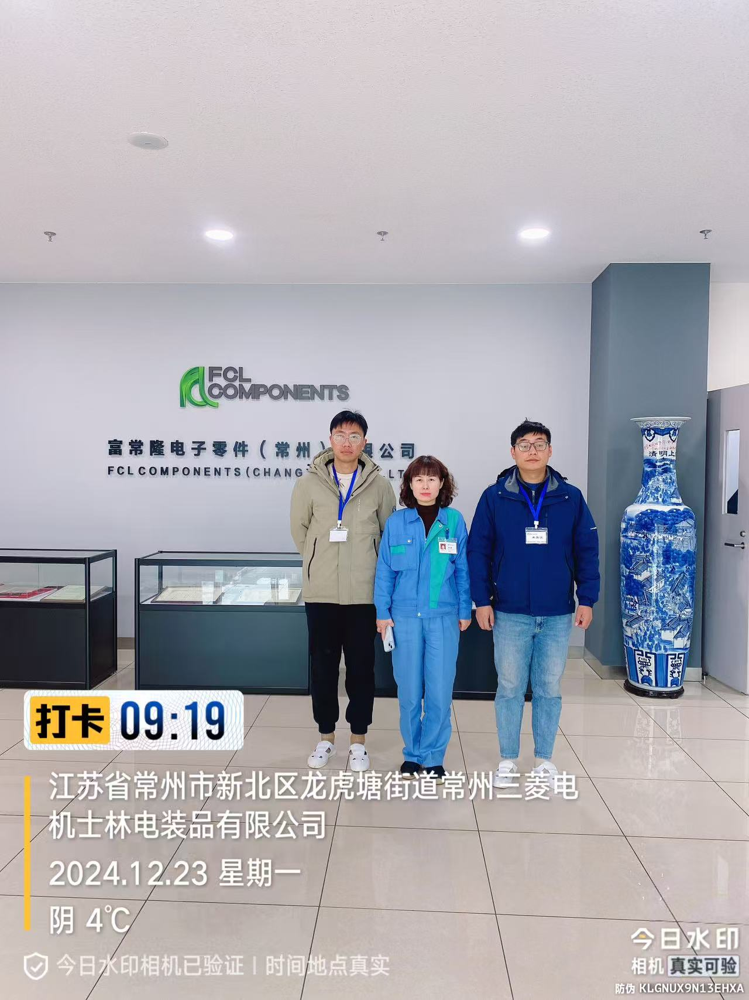 FCL
COMPONENTS
富常隆电子零件（常州）
限公司
FCL COMPONENTS (CHANG
LT
清明上
打卡 09:19
江苏省常州市新北区龙虎塘街道常州三菱电
机士林电装品有限公司
2024.12.23 星期一
阴 4℃
今日水印相机已验证 | 时间地点真实
今日水印
相机 真实可验
防伪 KLGNUX9N13EHXA